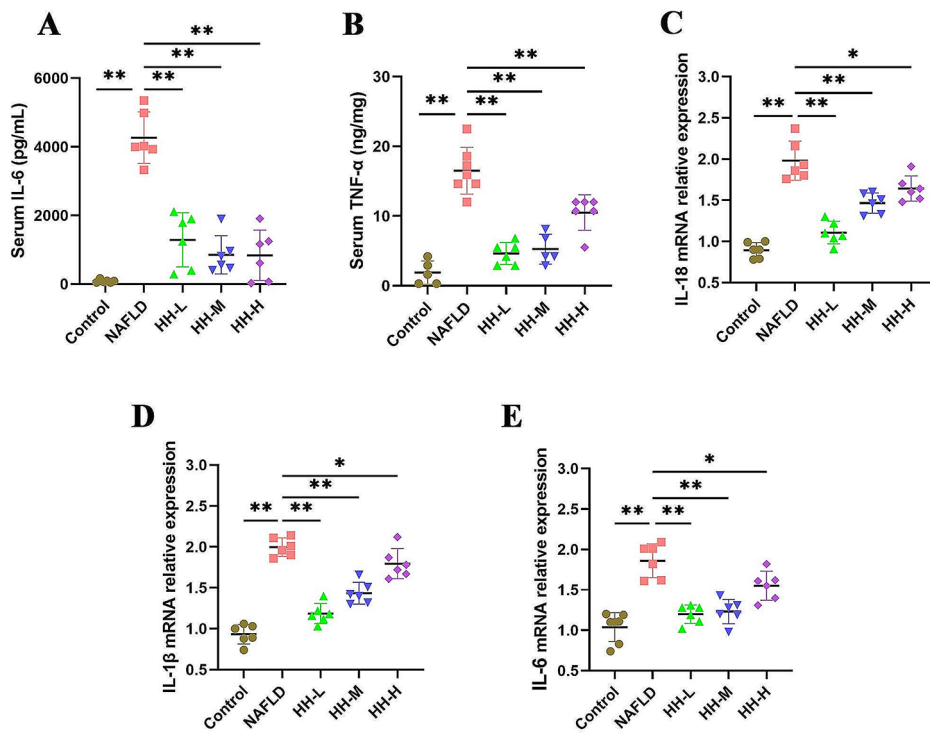 A
Serum IL-6 (pg/mL)
6000
4000
2000
0
**
**
**
**
Control
NAFLD
HH-L
HH-M
HH-H
B
Serum TNF-α (ng/mg)
30
20
10
0
**
**
**
**
Control
NAFLD
HH-L
HH-M
HH-H
C
IL-18 mRNA relative expression
2.0
1.5
1.0
0.5
*
**
**
**
Control
NAFLD
HH-L
HH-M
HH-H
D
IL-1β mRNA relative expression
3.0
2.5
2.0
1.5
1.0
0.5
*
**
**
**
Control
NAFLD
HH-L
HH-M
HH-H
E
IL-6 mRNA relative expression
3.0
2.5
2.0
1.5
1.0
0.5
*
**
**
**
Control
NAFLD
HH-L
HH-M
HH-H